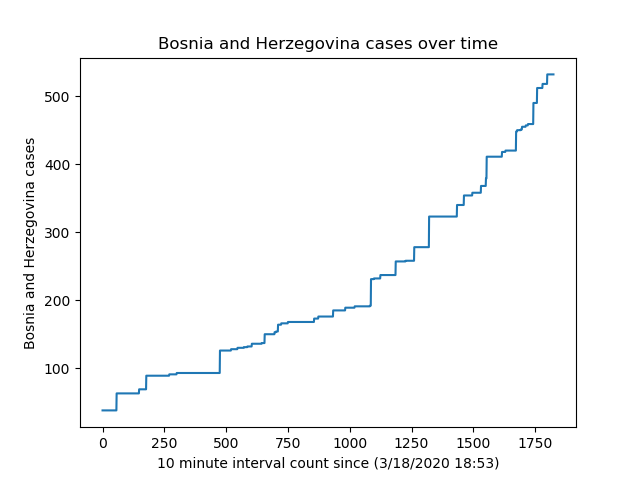 Bosnia and Herzegovina cases over time
Bosnia and Herzegovina cases
500
400
300
200
100
0 250 500 750 1000 1250 1500 1750
10 minute interval count since (3/18/2020 18:53)